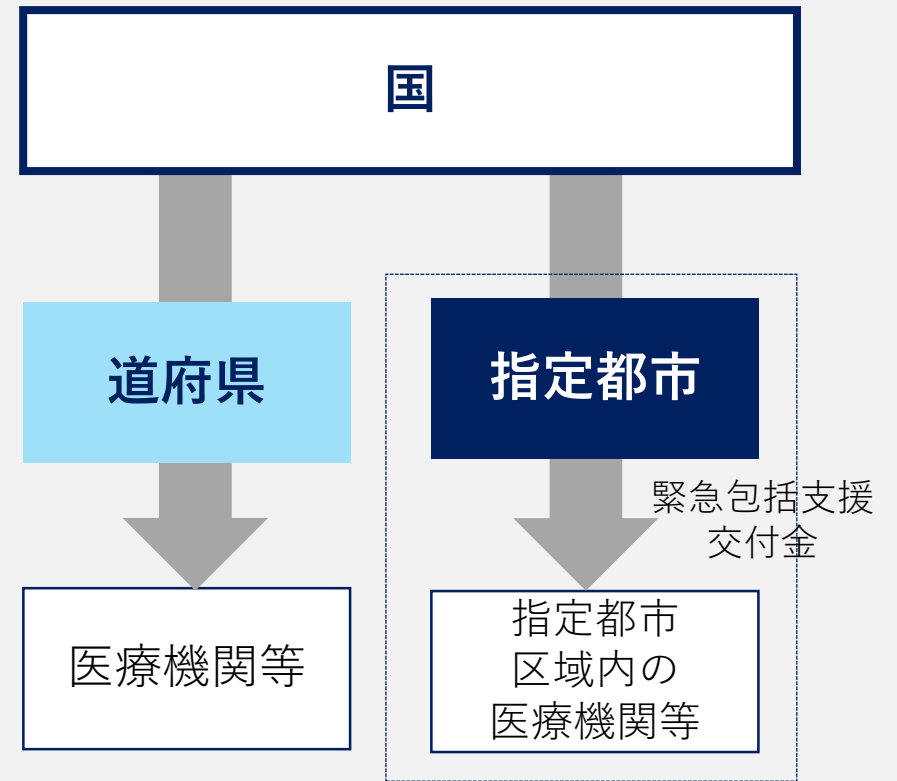 国
道府県
指定都市
緊急包括支援
交付金
医療機関等
指定都市
区域内の
医療機関等